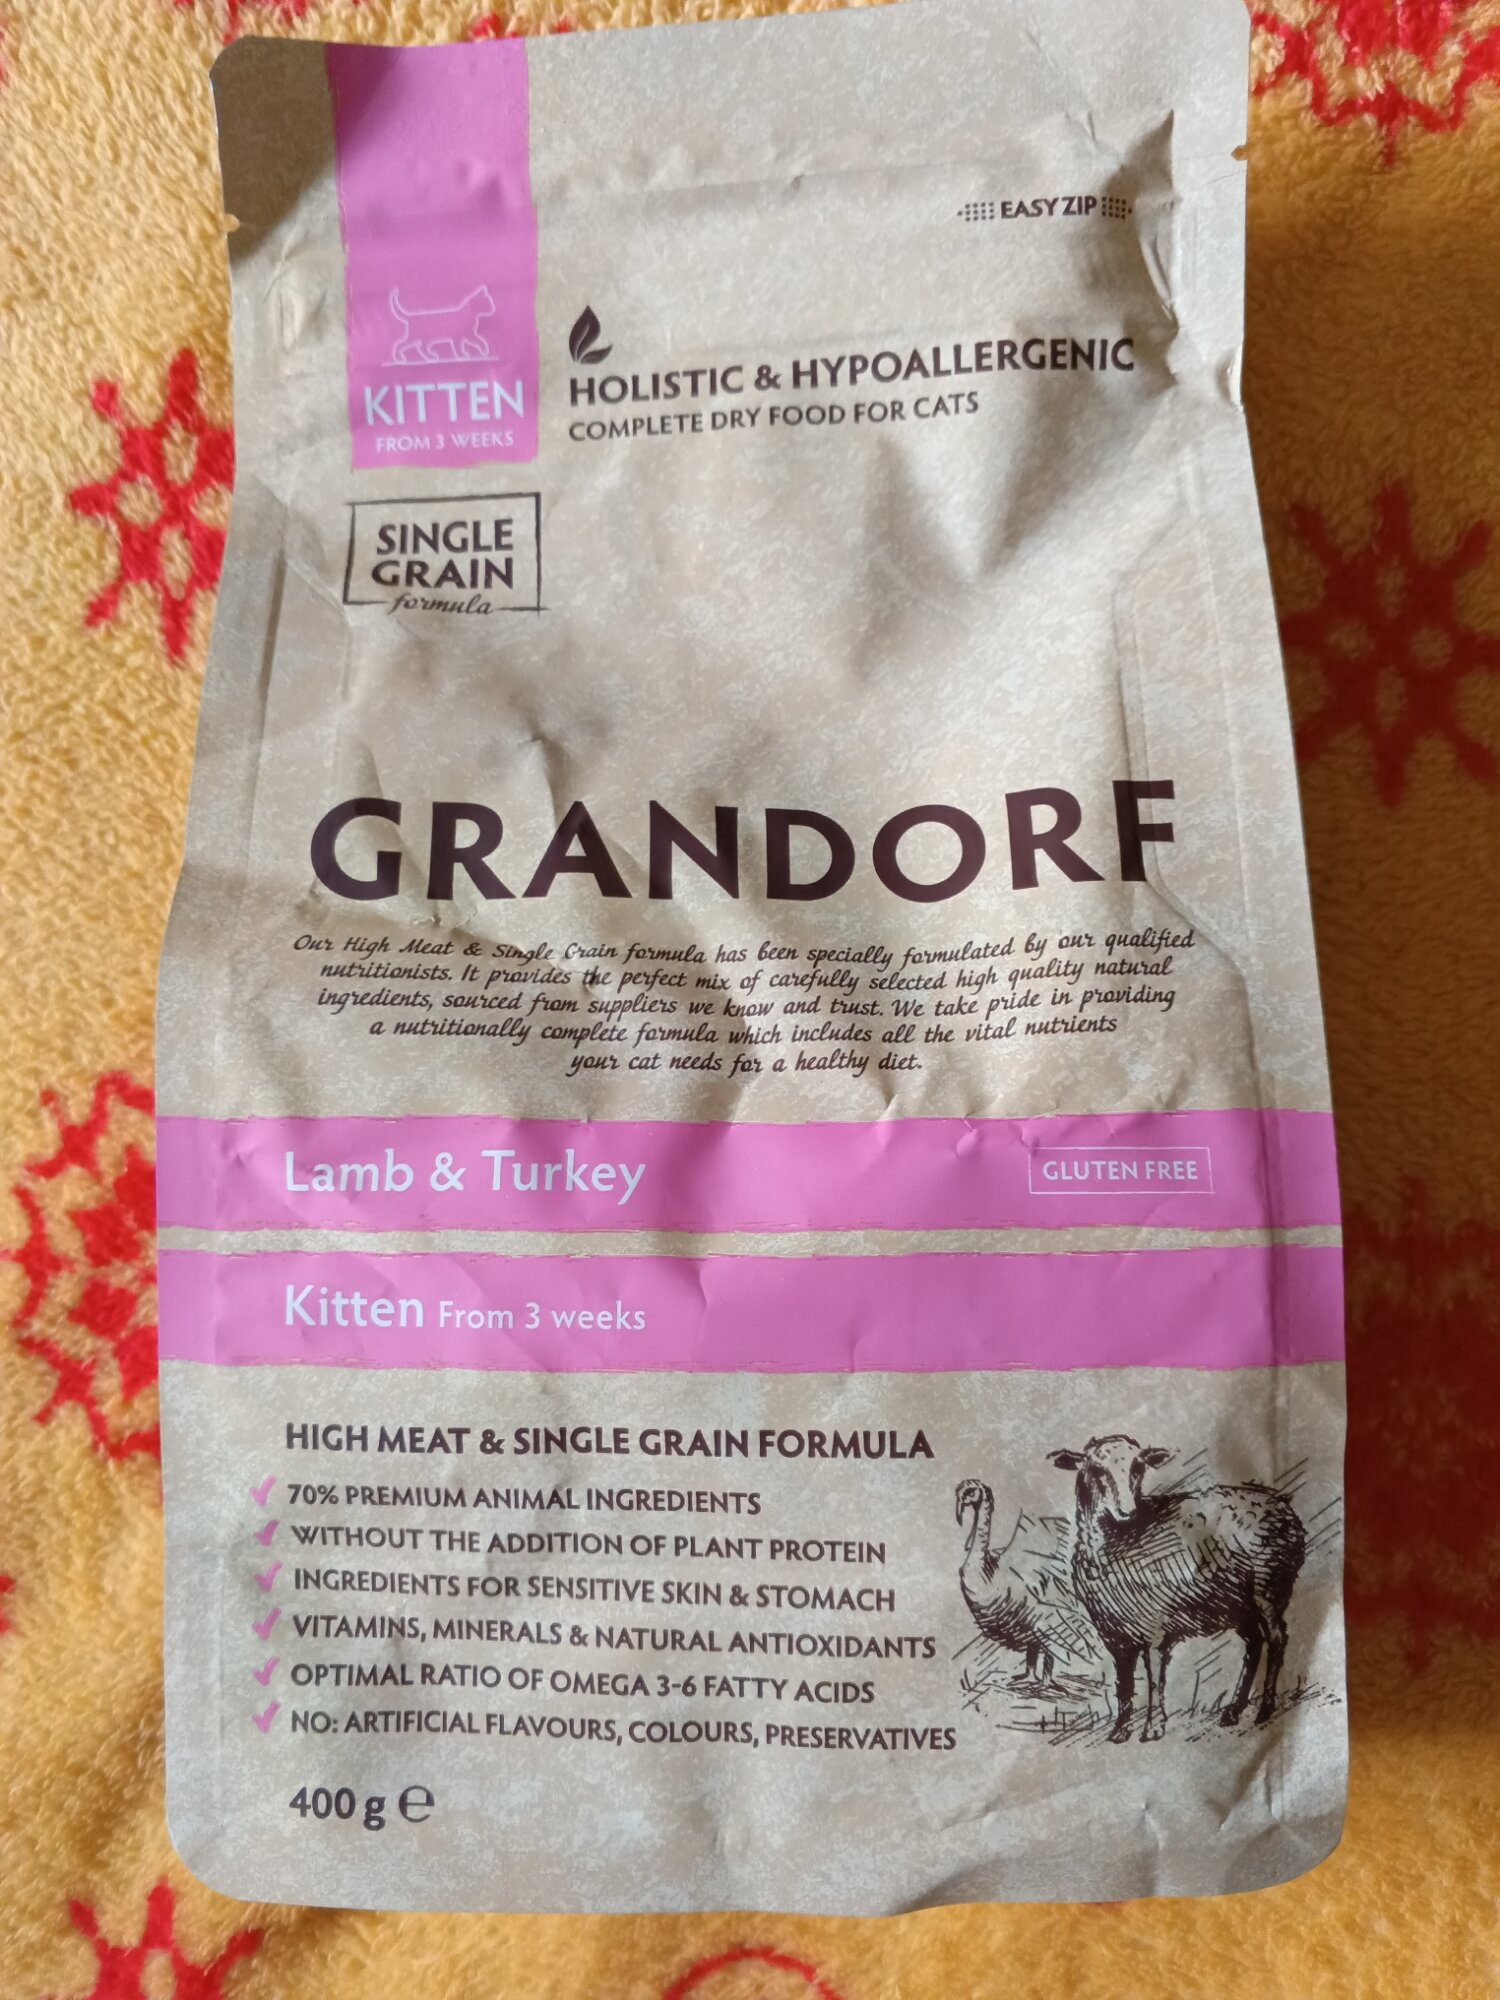 EASY ZIP
KITTEN
FROM 3 WEEKS
HOLISTIC & HYPOALLERGENIC
COMPLETE DRY FOOD FOR CATS
SINGLE
GRAIN
formula
GRANDORF
Our High Meat & Single Grain formula has been specially formulated by our qualified
nutritionists. It provides the perfect mix of carefully selected high quality natural
ingredients, sourced from suppliers we know and trust. We take pride in providing
a nutritionally complete formula which includes all the vital nutrients
your cat needs for a healthy diet.
Lamb & Turkey
GLUTEN FREE
Kitten From 3 weeks
HIGH MEAT & SINGLE GRAIN FORMULA
70% PREMIUM ANIMAL INGREDIENTS
WITHOUT THE ADDITION OF PLANT PROTEIN
INGREDIENTS FOR SENSITIVE SKIN & STOMACH
VITAMINS, MINERALS & NATURAL ANTIOXIDANTS
OPTIMAL RATIO OF OMEGA 3-6 FATTY ACIDS
NO: ARTIFICIAL FLAVOURS, COLOURS, PRESERVATIVES
400 g ℮